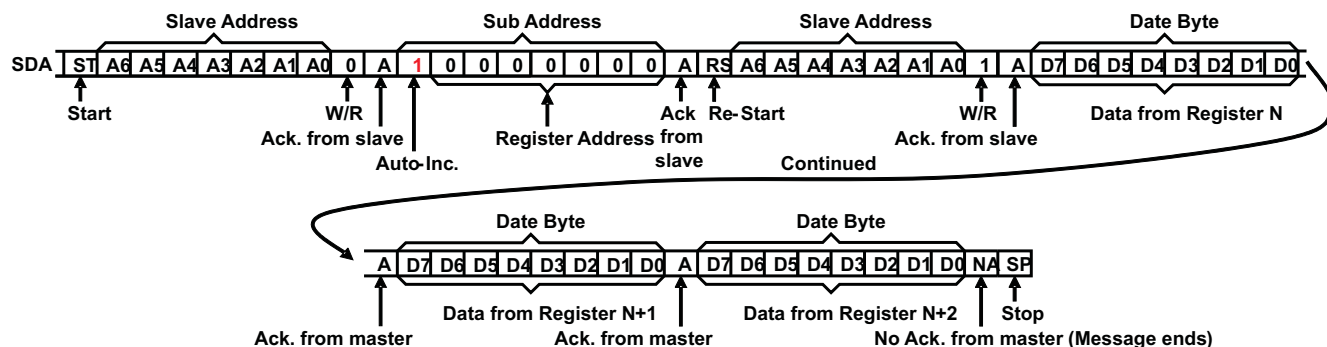 Slave Address Sub Address Slave Address Date Byte
SDA ST A6 A5 A4 A3 A2 A1 A0 0 A 1 0 0 0 0 0 0 0 A RS A6 A5 A4 A3 A2 A1 A0 1 A D7 D6 D5 D4 D3 D2 D1 D0
Start W/R Ack Re-Start W/R Data from Register N
Ack. from slave Register Address from Ack. from slave
Auto-Inc. slave Continued
Date Byte Date Byte
A D7 D6 D5 D4 D3 D2 D1 D0 A D7 D6 D5 D4 D3 D2 D1 D0 NA SP
Data from Register N+1 Data from Register N+2 Stop
Ack. from master Ack. from master No Ack. from master (Message ends)